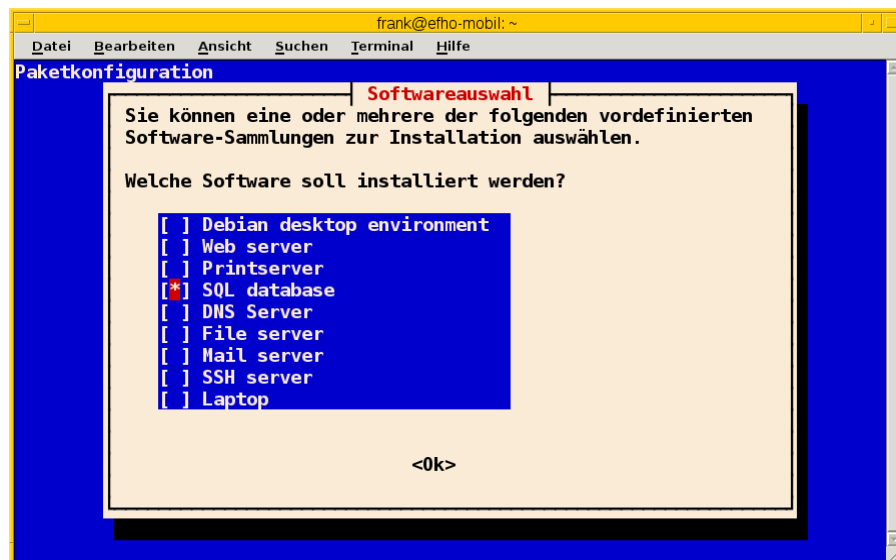 frank@efho-mobil: ~
Datei Bearbeiten Ansicht Suchen Terminal Hilfe
Paketkonfiguration
Softwareauswahl
Sie können eine oder mehrere der folgenden vordefinierten
Software-Sammlungen zur Installation auswählen.
Welche Software soll installiert werden?
[ ] Debian desktop environment
[ ] Web server
[ ] Printserver
[*] SQL database
[ ] DNS Server
[ ] File server
[ ] Mail server
[ ] SSH server
[ ] Laptop
<Ok>